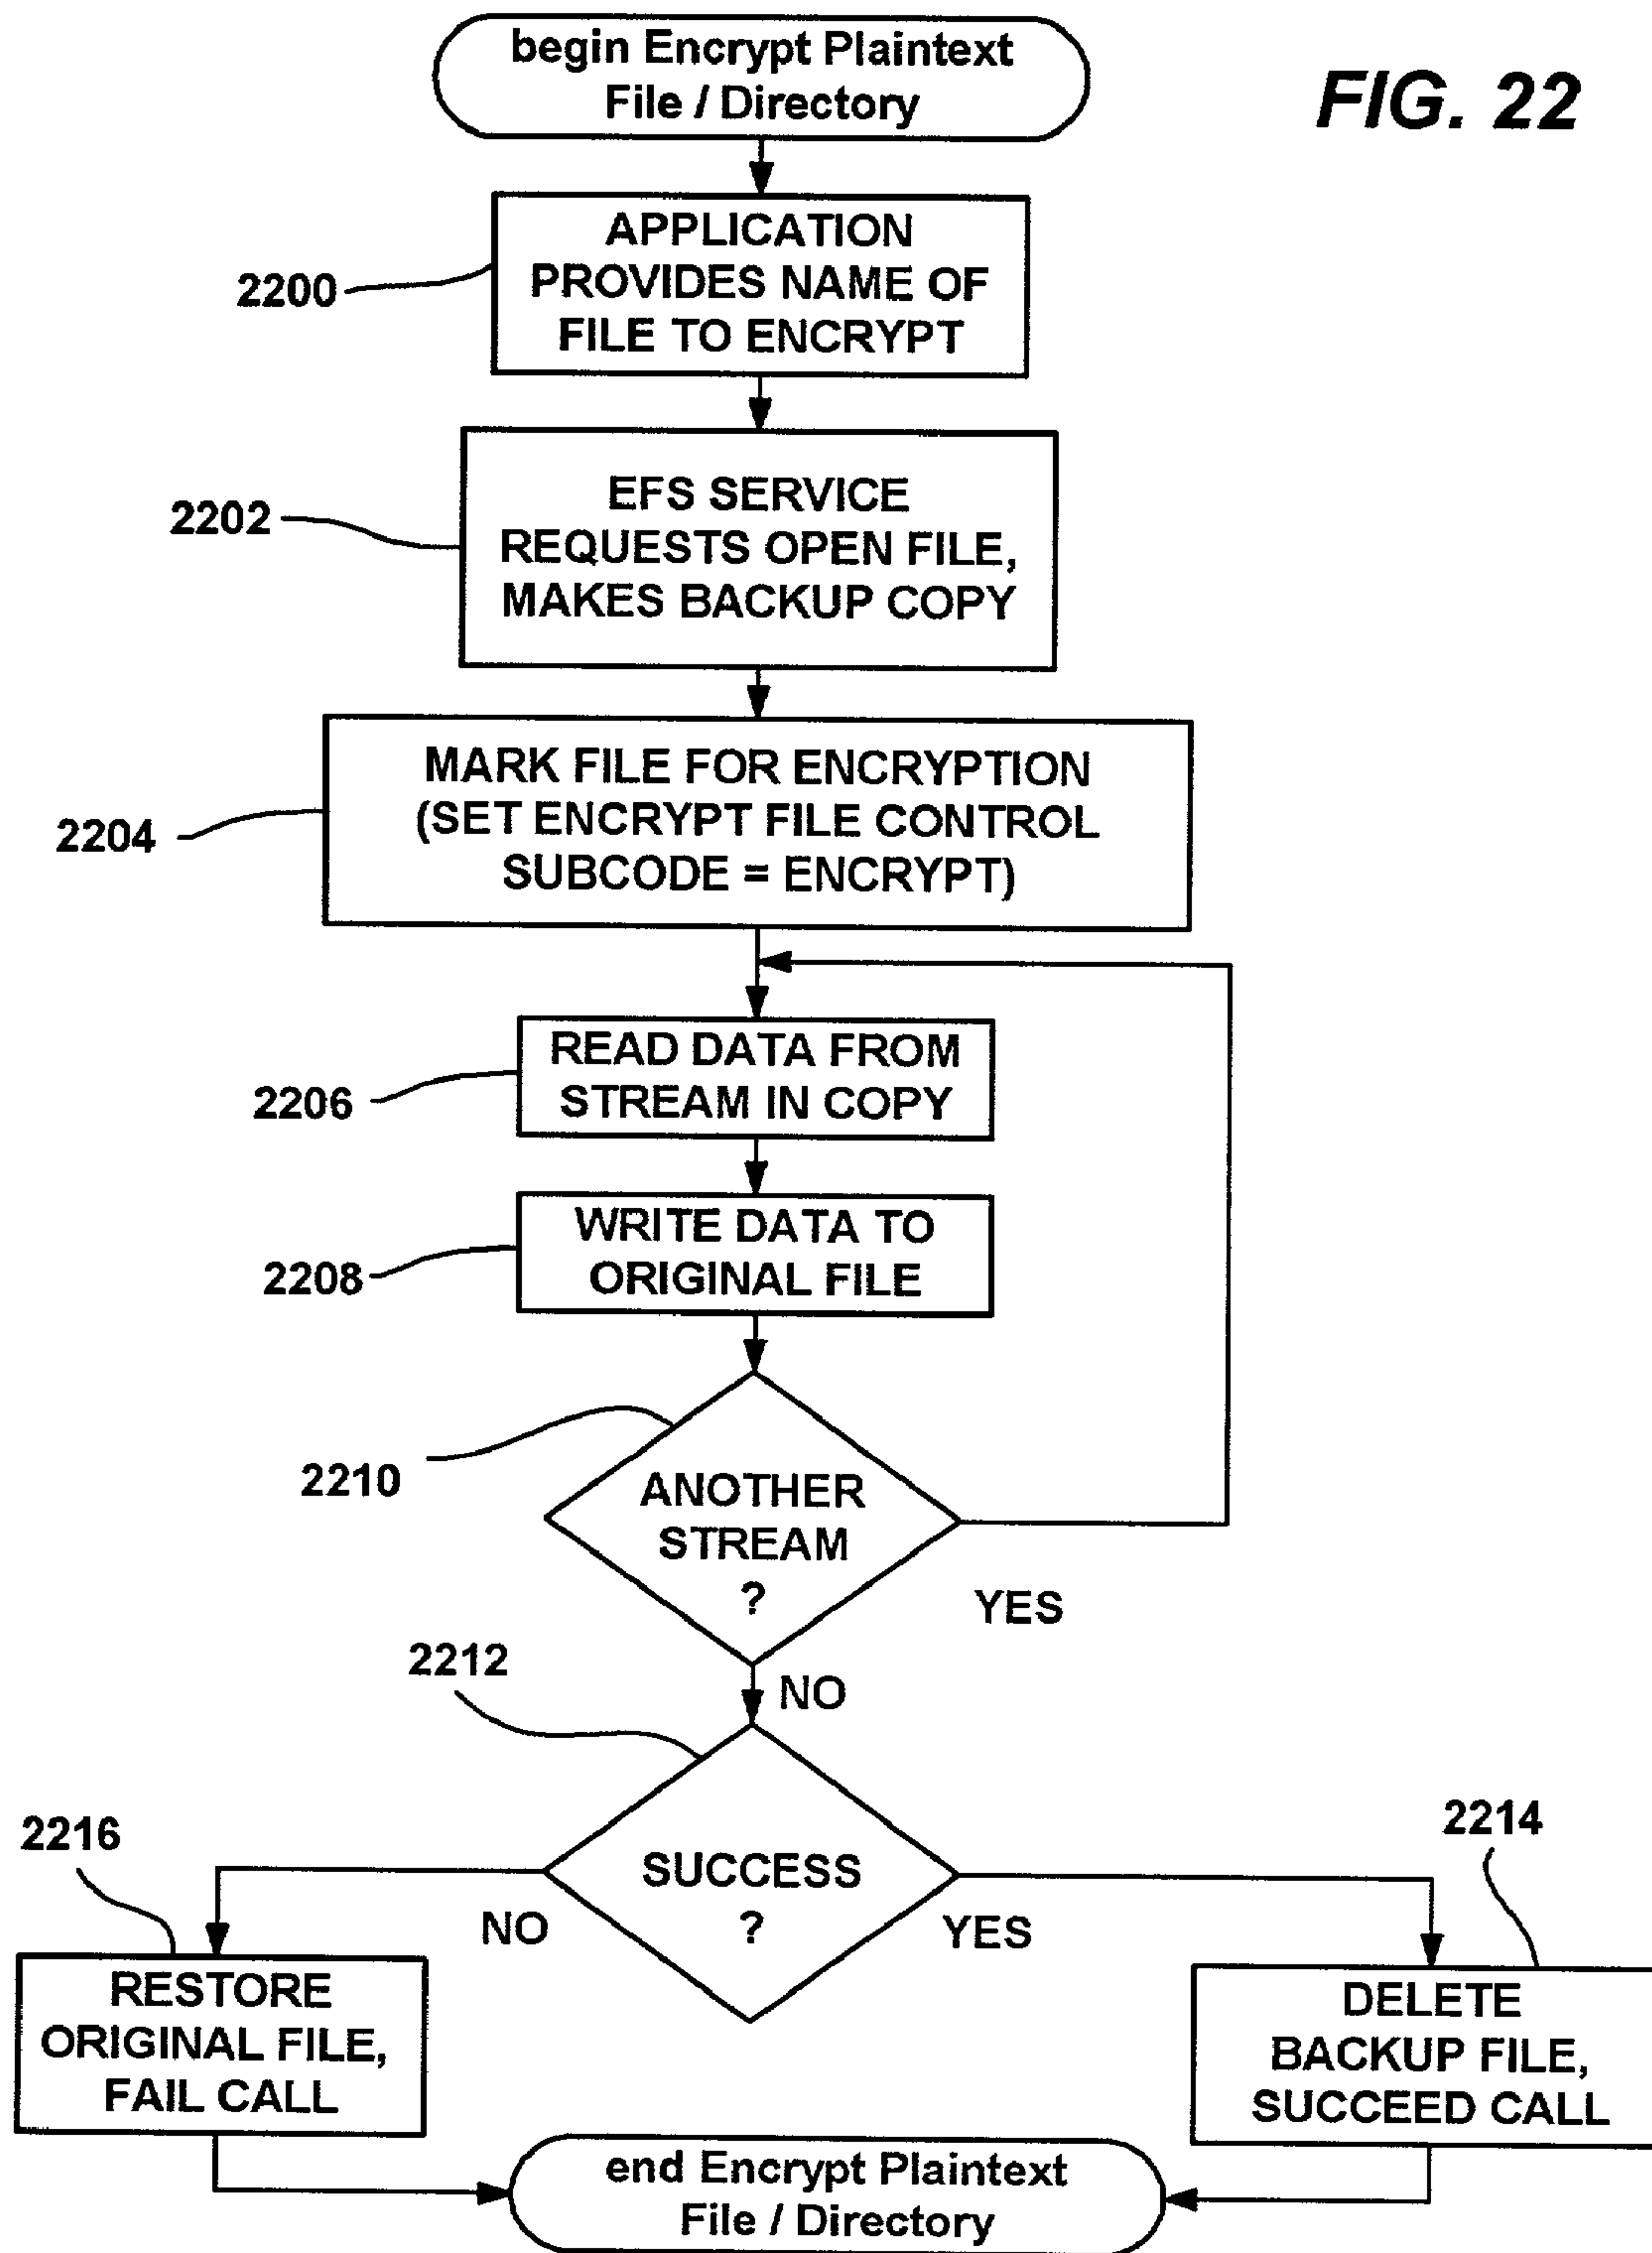 begin Encrypt Plaintext
File / Directory
FIG. 22
2200
APPLICATION
PROVIDES NAME OF
FILE TO ENCRYPT
2202
EFS SERVICE
REQUESTS OPEN FILE,
MAKES BACKUP COPY
2204
MARK FILE FOR ENCRYPTION
(SET ENCRYPT FILE CONTROL
SUBCODE = ENCRYPT)
2206
READ DATA FROM
STREAM IN COPY
2208
WRITE DATA TO
ORIGINAL FILE
2210
ANOTHER
STREAM
?
YES
NO
2212
SUCCESS
?
NO
YES
2216
RESTORE
ORIGINAL FILE,
FAIL CALL
2214
DELETE
BACKUP FILE,
SUCCEED CALL
end Encrypt Plaintext
File / Directory